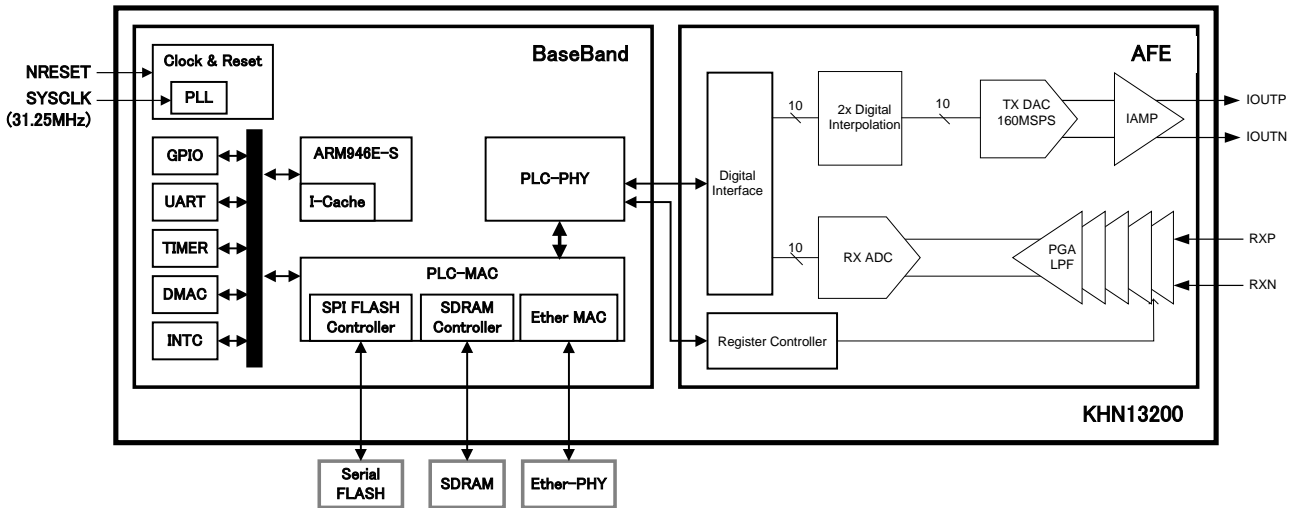 BaseBand
AFE
Clock & Reset
PLL
NRESET
SYSCLK
(31.25MHz)
GPIO
UART
TIMER
DMAC
INTC
ARM946E-S
I-Cache
PLC-PHY
PLC-MAC
SPI FLASH
Controller
SDRAM
Controller
Ether MAC
Digital
Interface
10
2x Digital
Interpolation
10
TX DAC
160MSPS
IAMP
IOUTP
IOUTN
10
RX ADC
PGA
LPF
RXP
RXN
Register Controller
KHN13200
Serial
FLASH
SDRAM
Ether-PHY